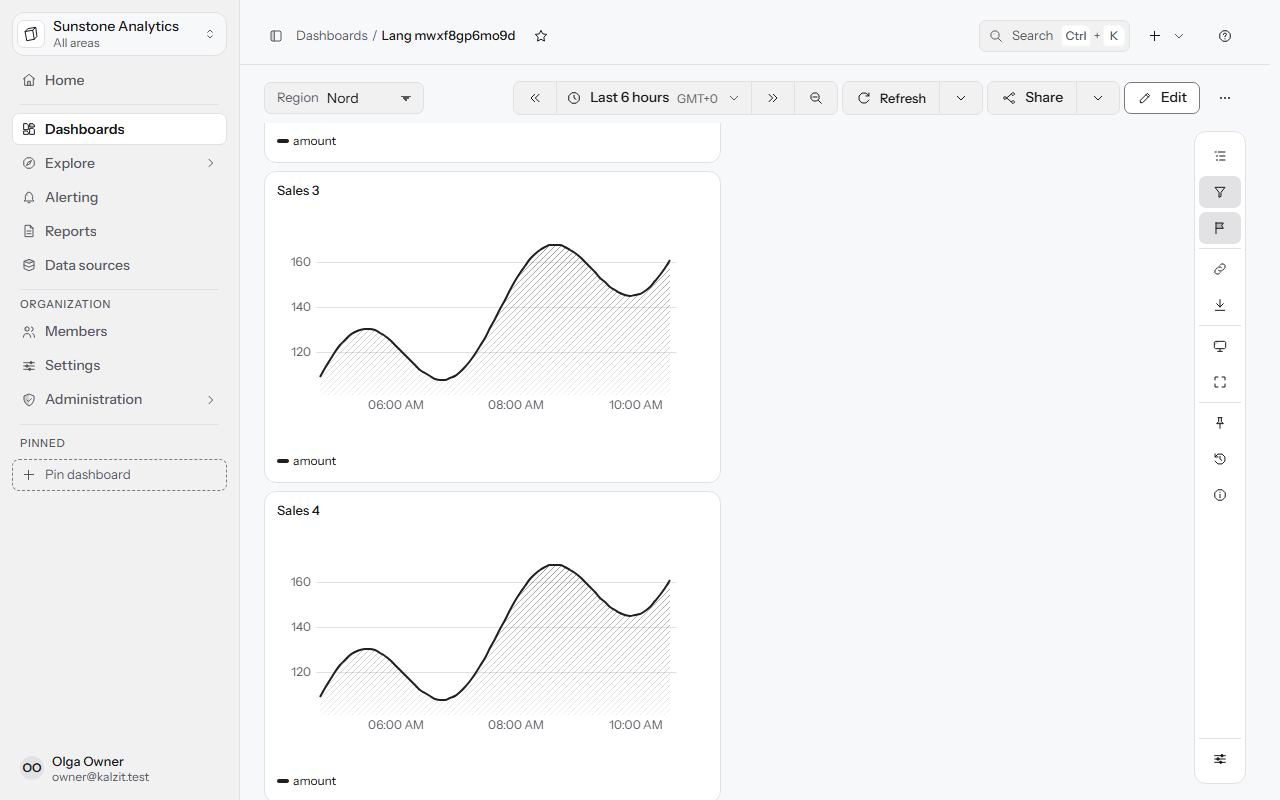 Sunstone Analytics
All areas
Home
Dashboards
Explore
Alerting
Reports
Data sources
ORGANIZATION
Members
Settings
Administration
PINNED
Pin dashboard
OO
Olga Owner
owner@kalzit.test
Dashboards / Lang mwxf8gp6mo9d
Search Ctrl + K
Region Nord
Last 6 hours GMT+0
Refresh
Share
Edit
amount
Sales 3
160
140
120
06:00 AM 08:00 AM 10:00 AM
amount
Sales 4
160
140
120
06:00 AM 08:00 AM 10:00 AM
amount